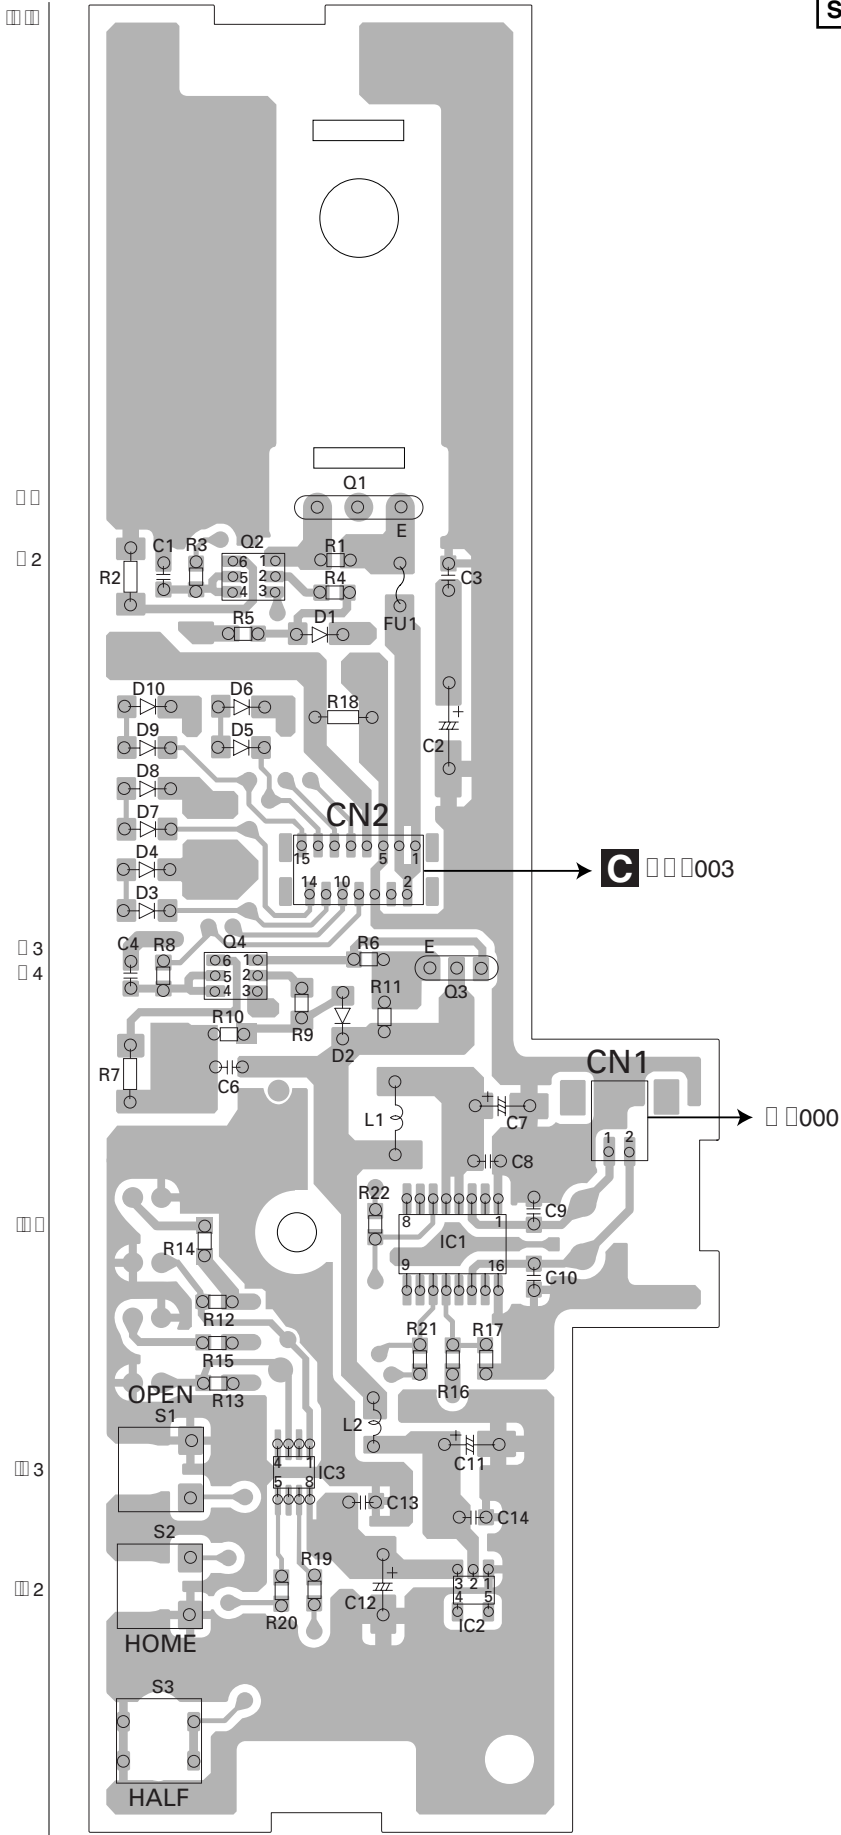 S
Q1
E
2
C1 R3 Q2 R1
6 1
5 2
4 3
R2 R4 C3
R5 D1 FU1
D10 D6
R18
D9 D5 + C2
D8
D7 CN2
15 5 1
D4
14 10 2
C 003
D3
3
C4 R8 Q4 R6 E
6 1
5 2
4 3
4
Q3
R11
R10 R9
D2
R7 C6
CN1
L1 + C7
1 2
000
C8
R22 C9
8 1
R14 IC1
9 16
C10
R12
R21 R17
R15
R16
OPEN R13
S1 L2
+ C11
4 1
IC3
5 8
3
C13
C14
S2
R19
+
3 2 1
2
C12
4 5
R20 IC2
HOME
S3
HALF